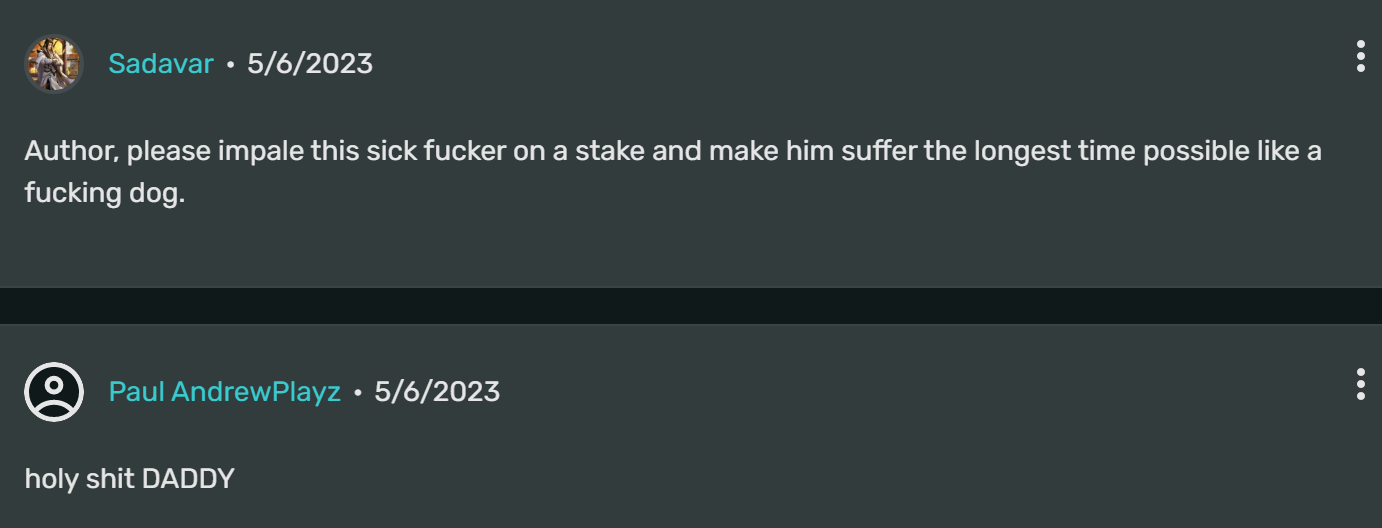 Sadavar • 5/6/2023
Author, please impale this sick fucker on a stake and make him suffer the longest time possible like a
fucking dog.
Paul AndrewPlayz • 5/6/2023
holy shit DADDY